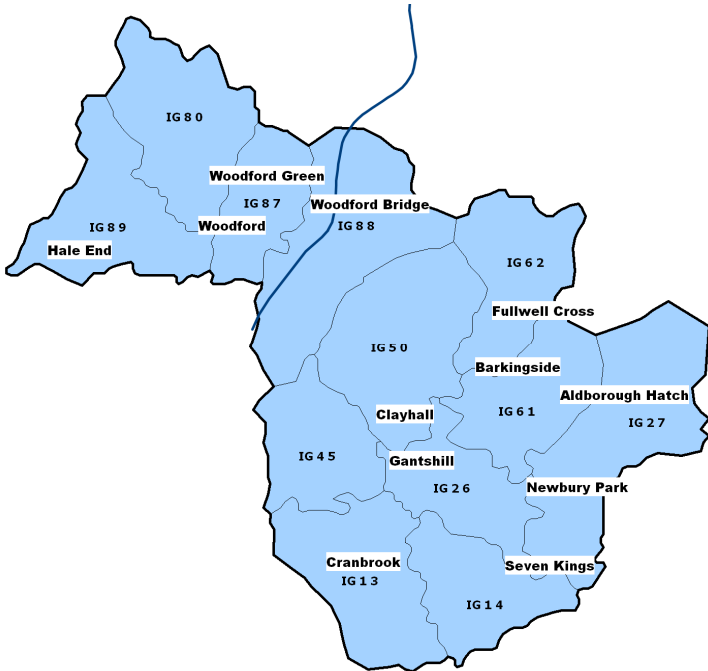 IG 8 0
Woodford Green
IG 8 7
Woodford Bridge
Woodford
IG 8 8
IG 8 9
Hale End
IG 6 2
Fullwell Cross
IG 5 0
Barkingside
Aldborough Hatch
Clayhall
IG 6 1
IG 2 7
IG 4 5
Gantshill
IG 2 6
Newbury Park
Cranbrook
Seven Kings
IG 1 3
IG 1 4